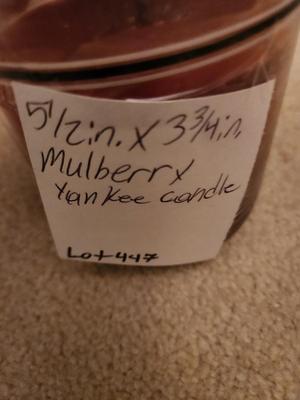 5 1/2 in. x 3 3/4 in.
Mulberry
Yankee candle
Lot 447